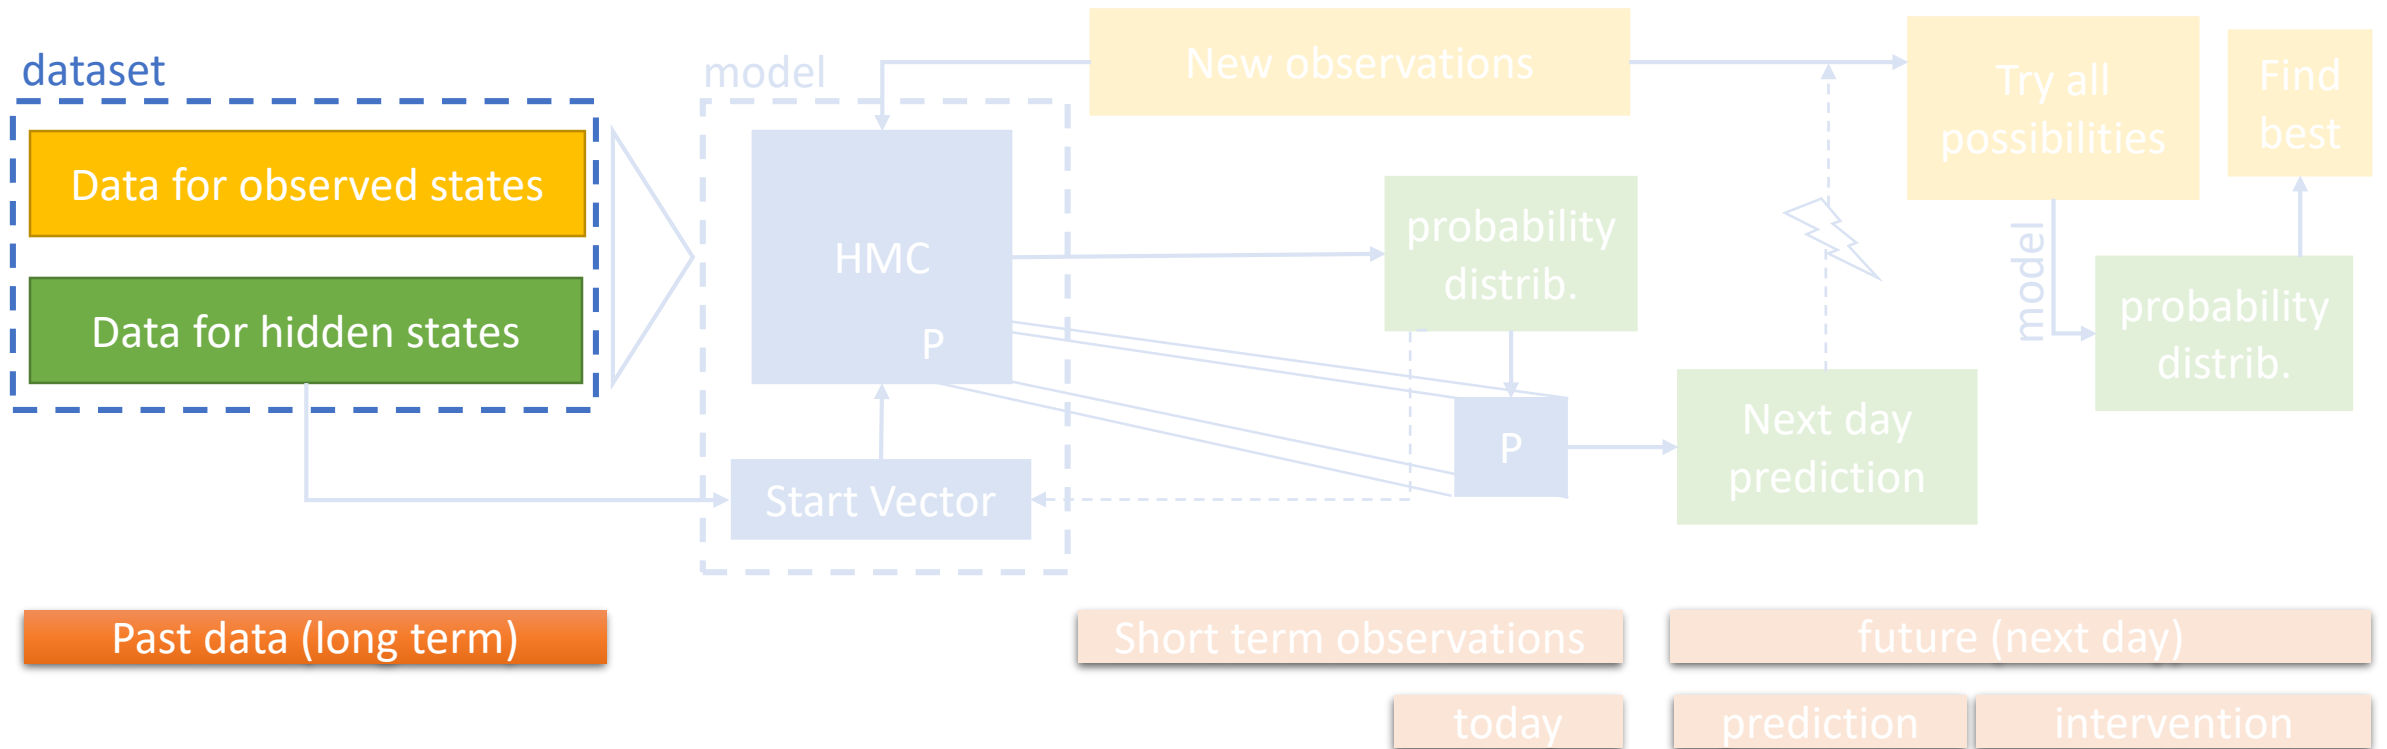 dataset
Data for observed states
Data for hidden states
model
HMC
P
Start Vector
New observations
probability
distrib.
P
Next day
prediction
Try all
possibilities
model
probability
distrib.
Find
best
Past data (long term)
Short term observations
future (next day)
today
prediction
intervention